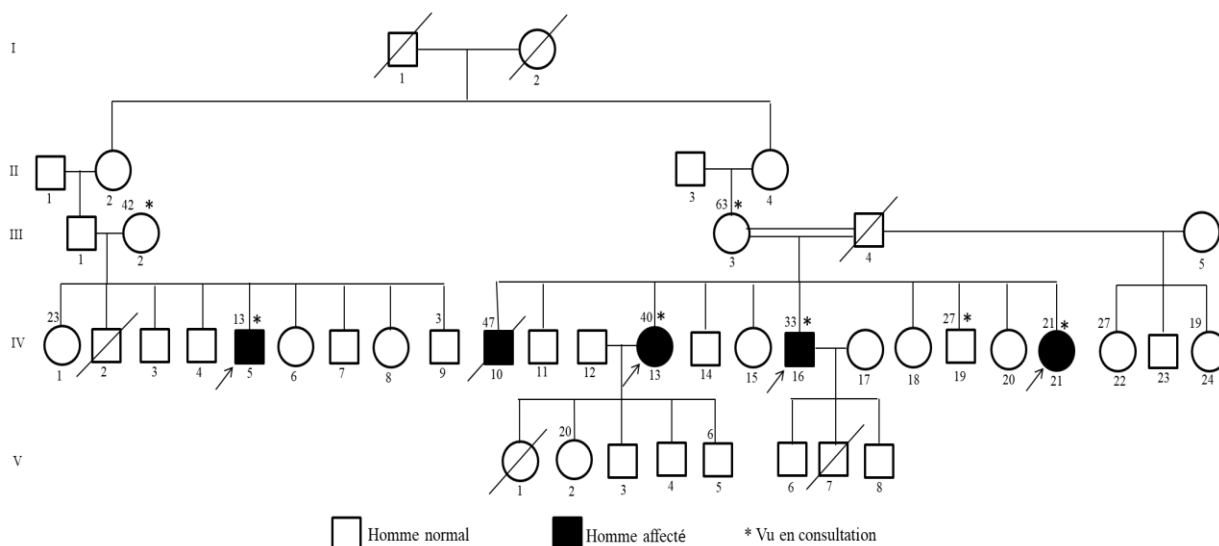 I
1 2
II
1 2 3 4
42 * 63 *
III
1 2 3 4 5
23 13 * 3 47 40 * 33 * 27 * 21 * 27 19
IV
1 2 3 4 5 6 7 8 9 10 11 12 13 14 15 16 17 18 19 20 21 22 23 24
20 6
V
1 2 3 4 5 6 7 8
Homme normal Homme affecté * Vu en consultation